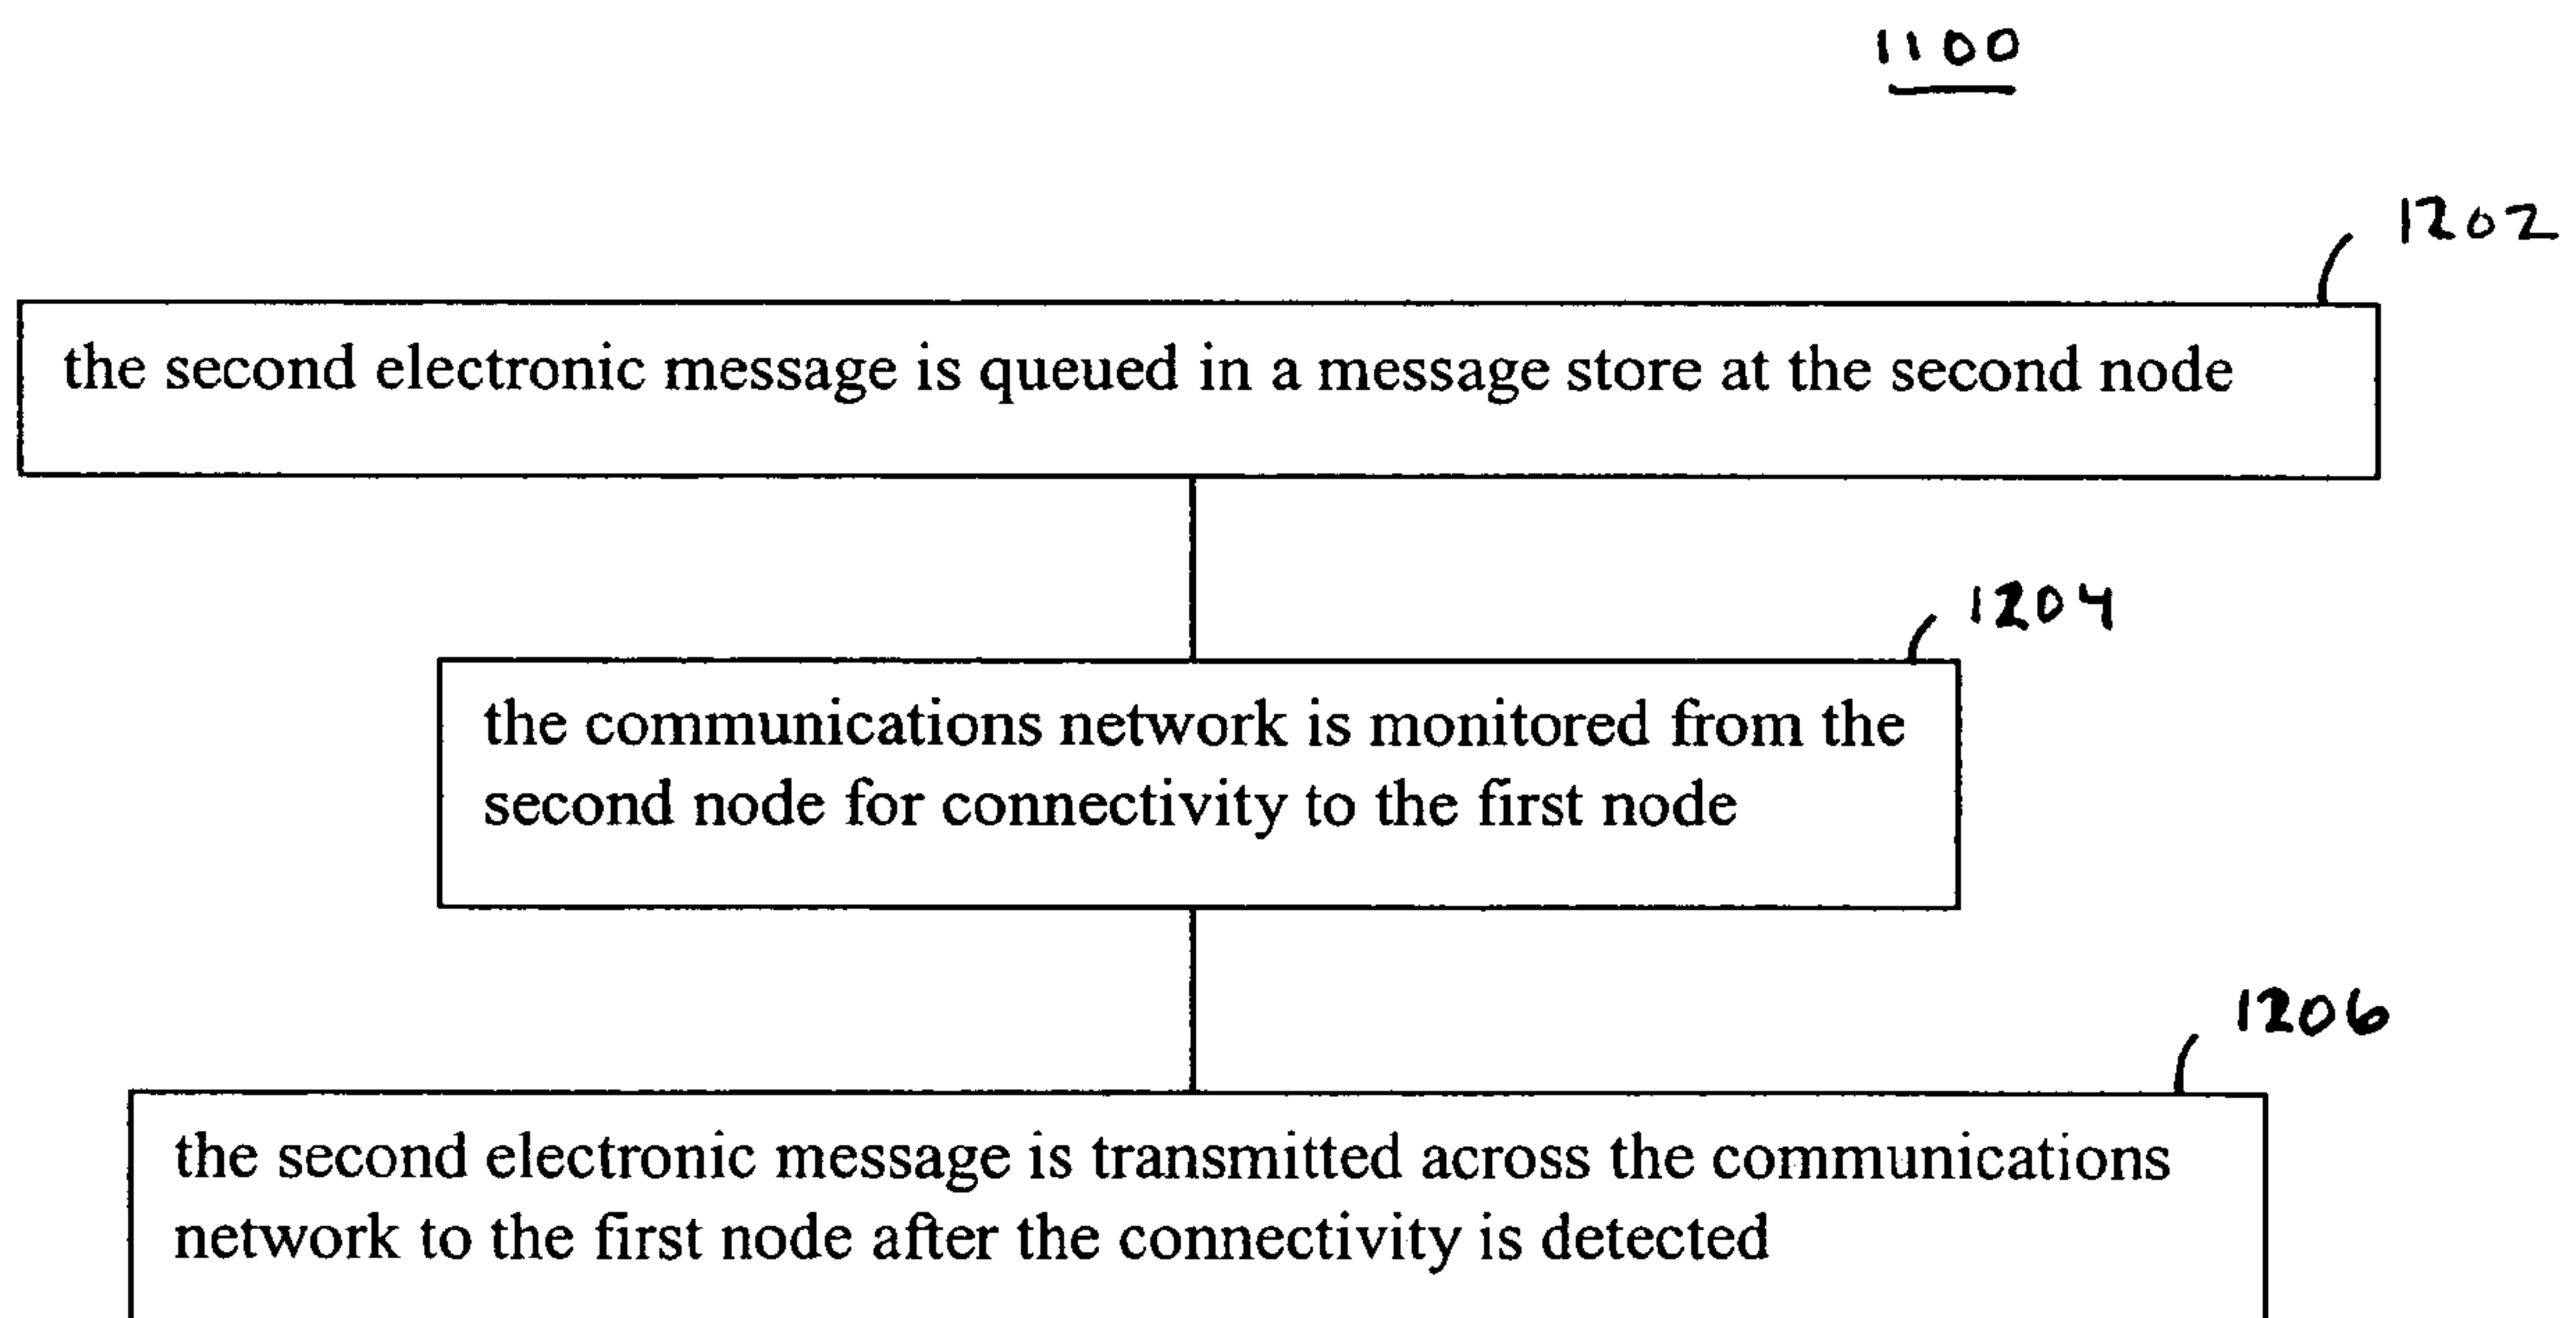 1100
1202
the second electronic message is queued in a message store at the second node
1204
the communications network is monitored from the
second node for connectivity to the first node
1206
the second electronic message is transmitted across the communications
network to the first node after the connectivity is detected